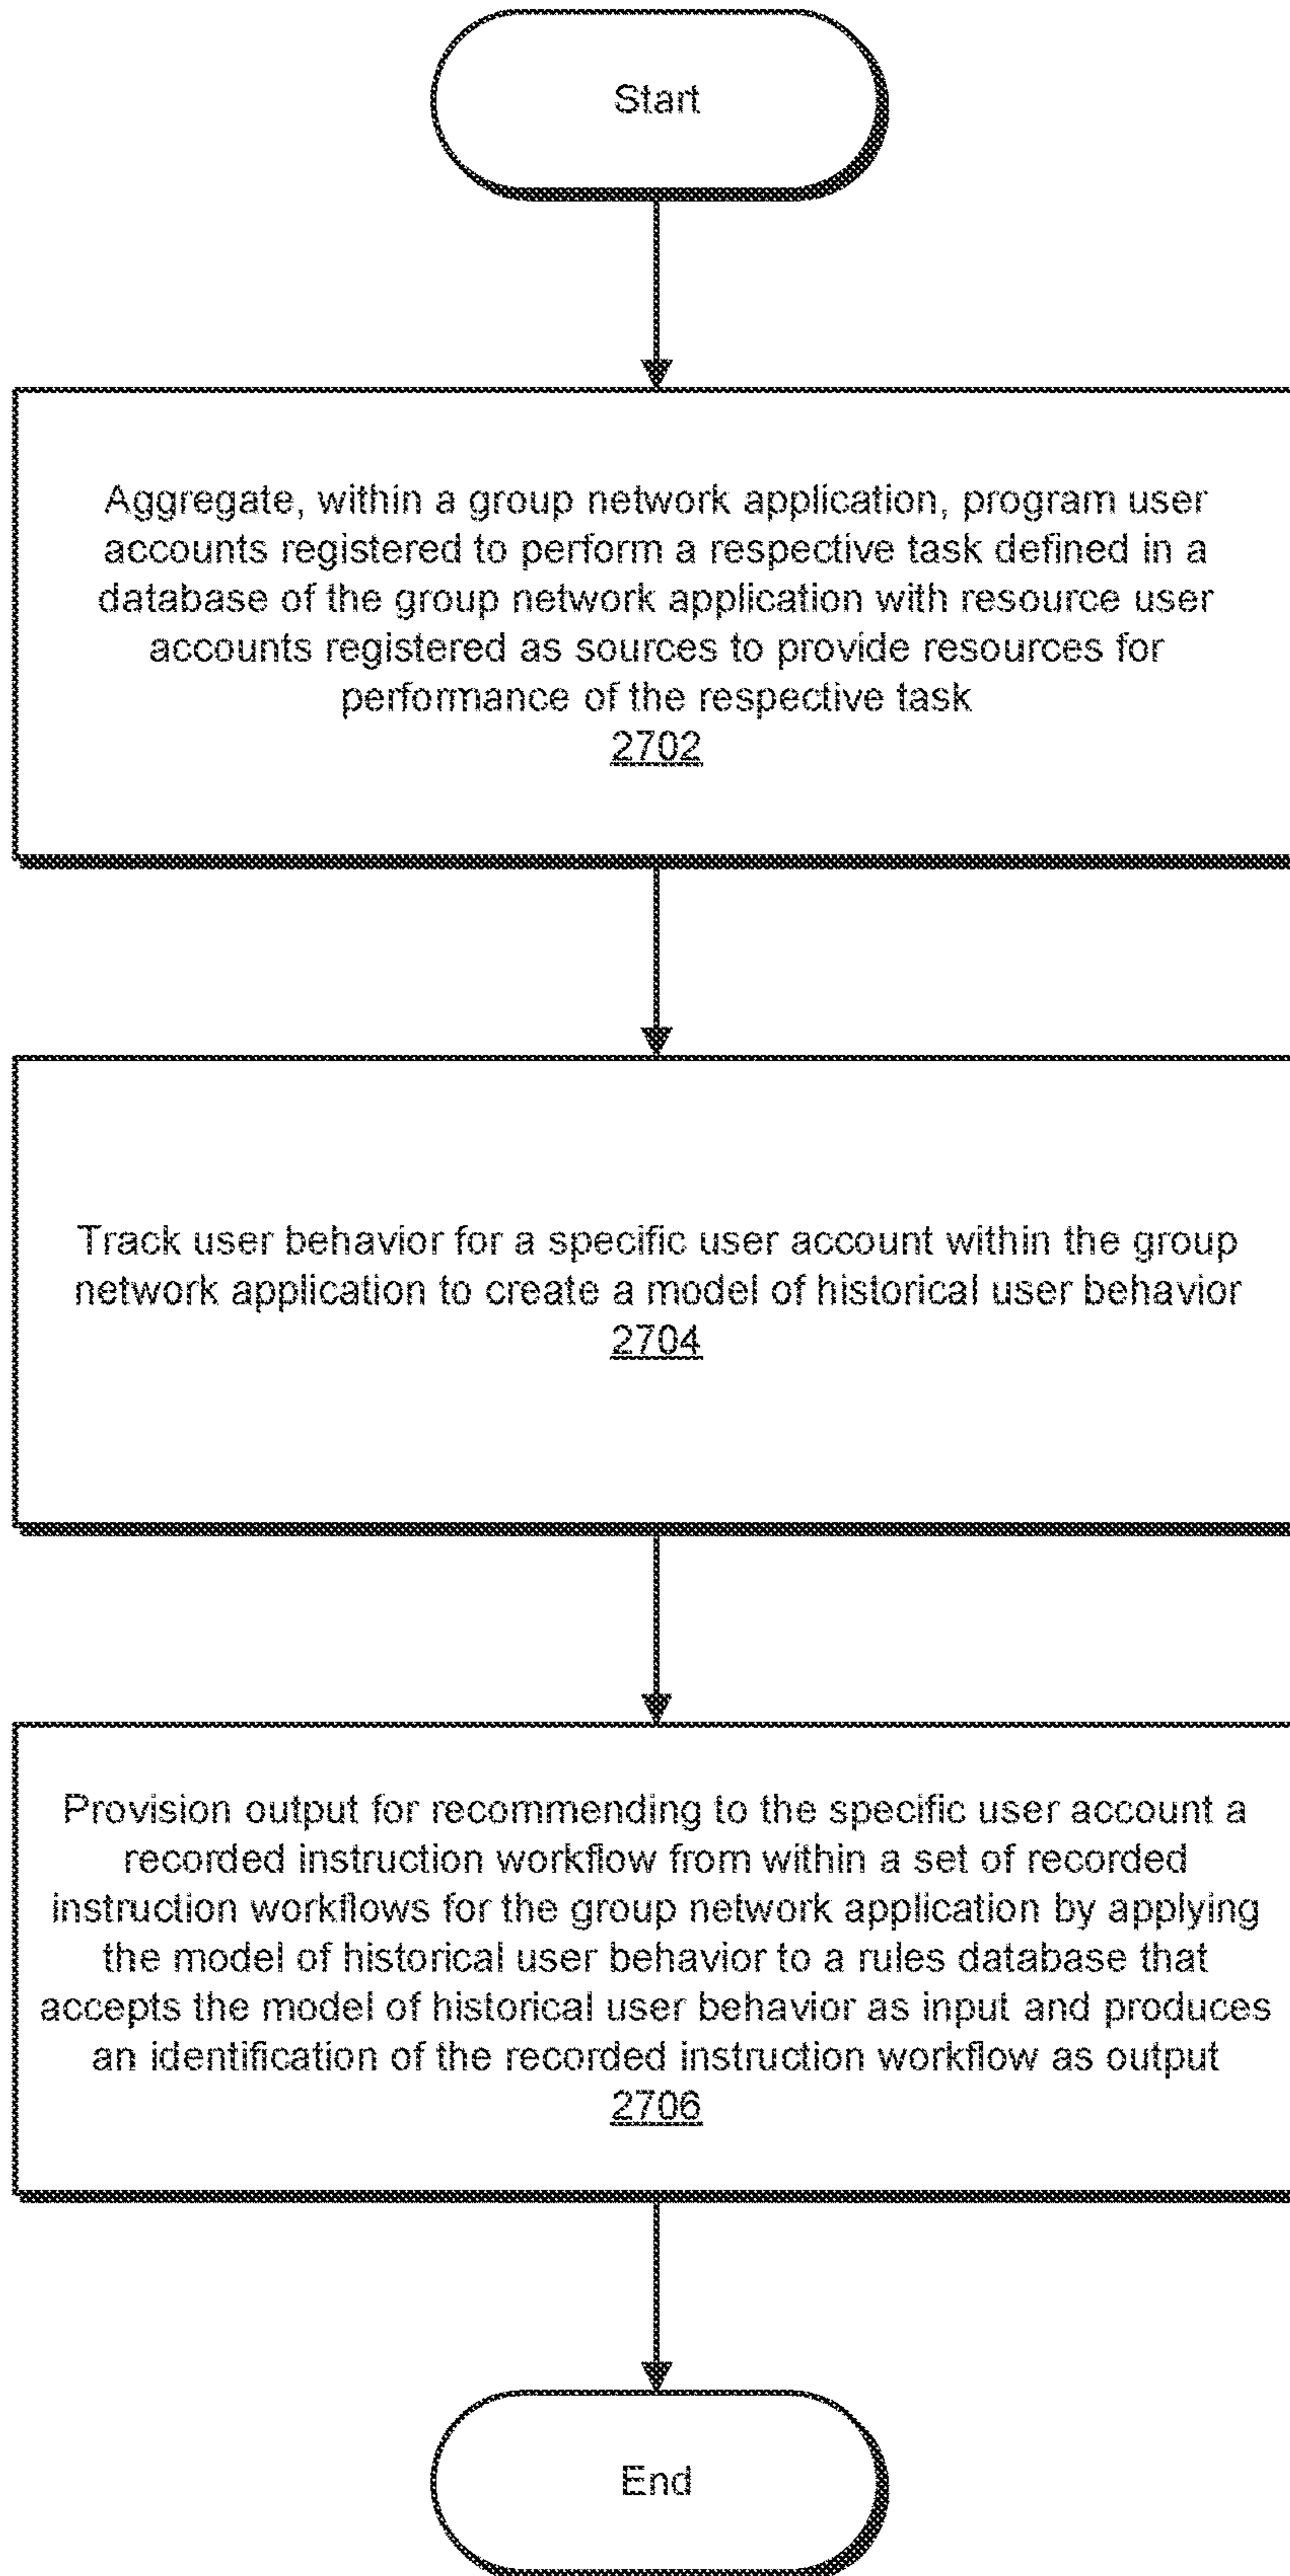 Start
Aggregate, within a group network application, program user
accounts registered to perform a respective task defined in a
database of the group network application with resource user
accounts registered as sources to provide resources for
performance of the respective task
2702
Track user behavior for a specific user account within the group
network application to create a model of historical user behavior
2704
Provision output for recommending to the specific user account a
recorded instruction workflow from within a set of recorded
instruction workflows for the group network application by applying
the model of historical user behavior to a rules database that
accepts the model of historical user behavior as input and produces
an identification of the recorded instruction workflow as output
2706
End